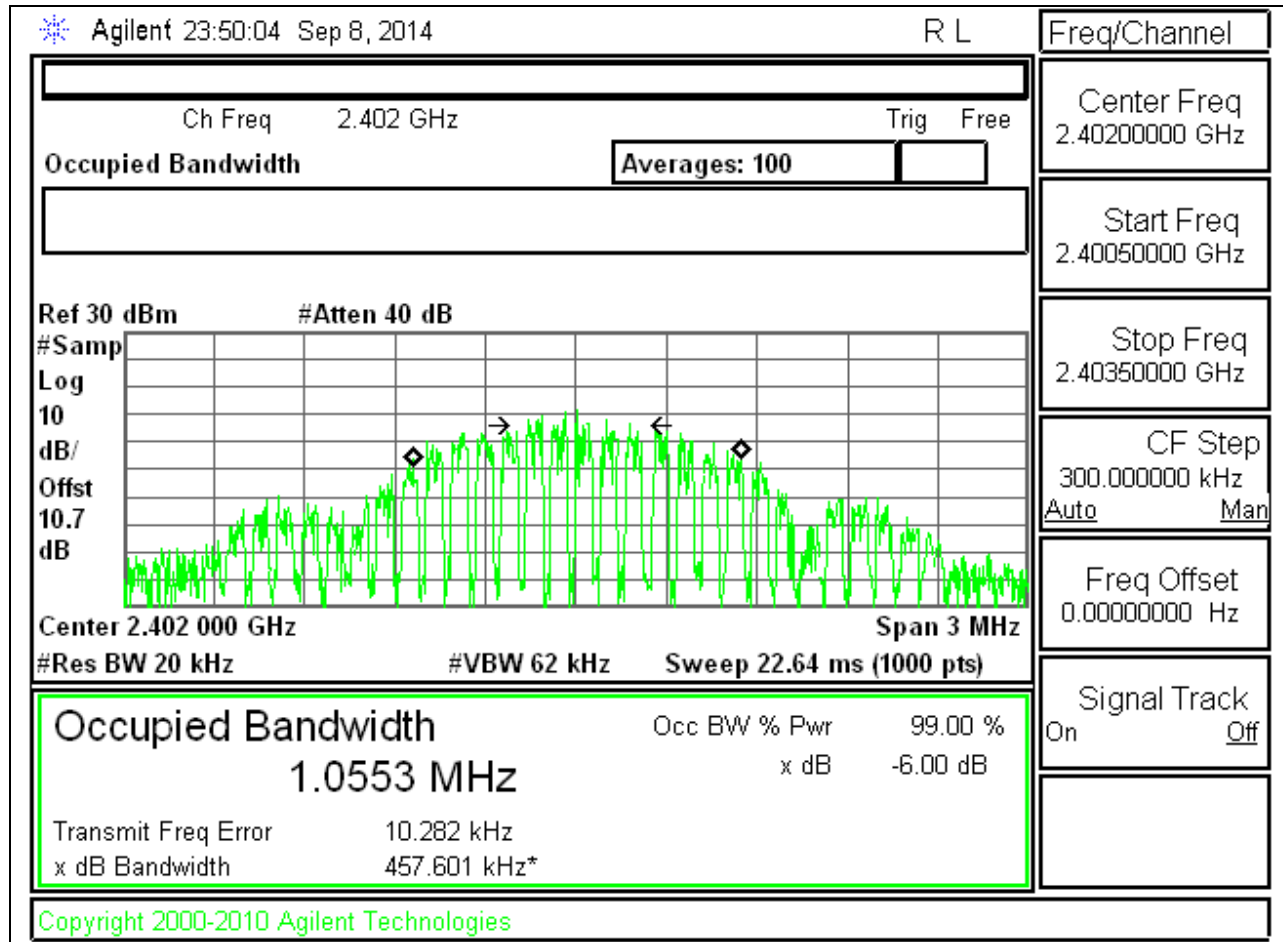 Agilent 23:50:04 Sep 8, 2014 R L
Freq/Channel
Ch Freq 2.402 GHz Trig Free
Occupied Bandwidth Averages: 100
Ref 30 dBm #Atten 40 dB
#Samp
Log
10
dB/
Offst
10.7
dB
Center 2.402 000 GHz Span 3 MHz
#Res BW 20 kHz #VBW 62 kHz Sweep 22.64 ms (1000 pts)
Occupied Bandwidth Occ BW % Pwr 99.00 %
1.0553 MHz x dB -6.00 dB
Transmit Freq Error 10.282 kHz
x dB Bandwidth 457.601 kHz*
Center Freq
2.40200000 GHz
Start Freq
2.40050000 GHz
Stop Freq
2.40350000 GHz
CF Step
300.000000 kHz
Auto Man
Freq Offset
0.00000000 Hz
Signal Track
On Off
Copyright 2000-2010 Agilent Technologies